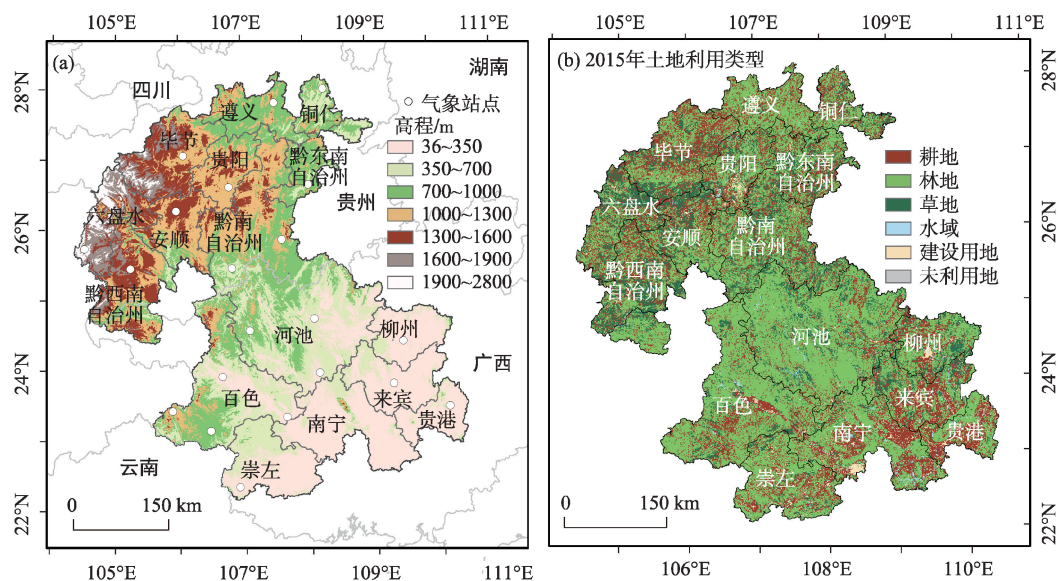 105°E 107°E 109°E 111°E
104°E 106°E 108°E 110°E
(a)
湖南
四川
28°N
气象站点
遵义
铜仁
高程/m
36~350
毕节
贵阳
黔东南
自治州
350~700
700~1000
贵州
1000~1300
六盘水
安顺
黔南
自治州
26°N
1300~1600
1600~1900
1900~2800
黔西南
自治州
河池
柳州
24°N
广西
百色
来宾
南宁
贵港
云南
崇左
0 150 km
22°N
105°E 107°E 109°E 111°E
(b) 2015年土地利用类型
28°N
遵义
铜仁
毕节
贵阳
黔东南
自治州
耕地
林地
草地
水域
建设用地
未利用地
六盘水
安顺
黔南
自治州
26°N
黔西南
自治州
河池
柳州
24°N
百色
来宾
南宁
贵港
崇左
0 150 km
22°N
106°E 108°E 110°E